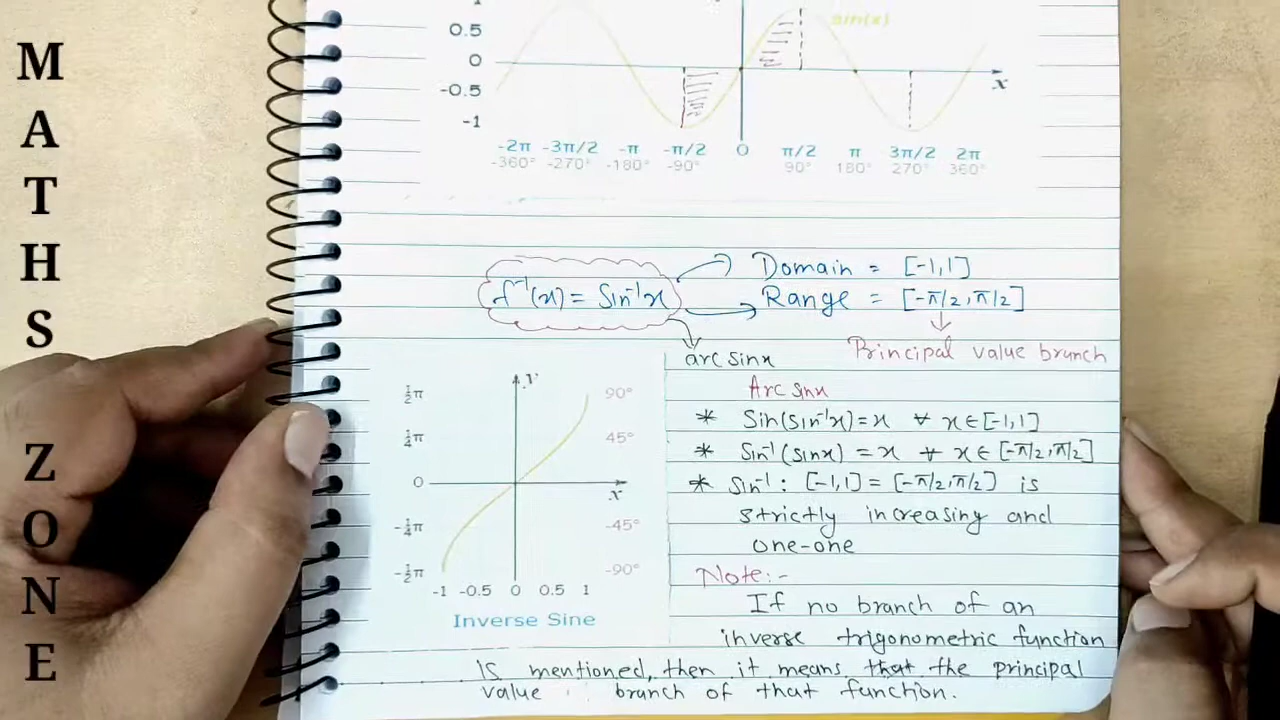 MATHS ZONE
sin(x)
0.5
0
-0.5
-1
x
-2π -3π/2 -π -π/2 0 π/2 π 3π/2 2π
-360° -270° -180° -90° 90° 180° 270° 360°
Domain = [-1,1]
f⁻¹(x) = Sin⁻¹x
Range = [-π/2, π/2]
arc sinx
Principal value branch
Arc sinx
* Sin(sin⁻¹x)=x ∀ x∈[-1,1]
* Sin⁻¹(sinx) = x ∀ x∈[-π/2,π/2]
* Sin⁻¹ : [-1,1] = [-π/2,π/2] is
strictly increasing and
one-one
Note:-
If no branch of an
inverse trigonometric function
is mentioned, then it means that the principal
value branch of that function.
y
½π 90°
¼π 45°
0 x
-¼π -45°
-½π -90°
-1 -0.5 0 0.5 1
Inverse Sine